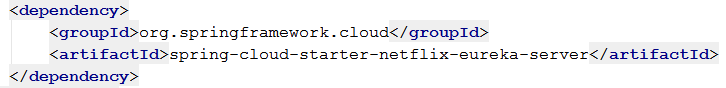 <dependency>
    <groupId>org.springframework.cloud</groupId>
    <artifactId>spring-cloud-starter-netflix-eureka-server</artifactId>
</dependency>